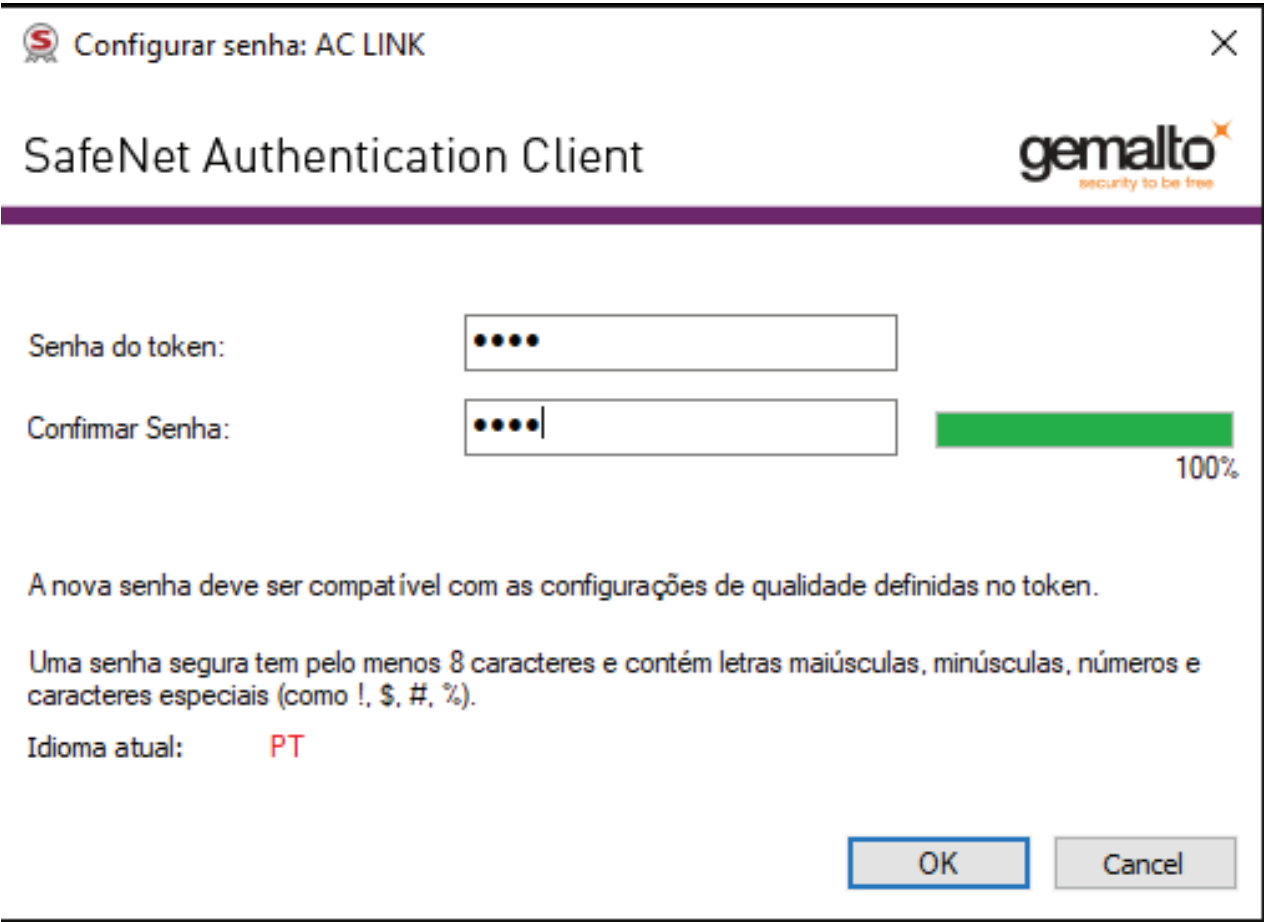 Configurar senha: AC LINK
SafeNet Authentication Client
gemalto
security to be free
Senha do token:
••••
Confirmar Senha:
••••
100%
A nova senha deve ser compatível com as configurações de qualidade definidas no token.
Uma senha segura tem pelo menos 8 caracteres e contém letras maiúsculas, minúsculas, números e
caracteres especiais (como !, $, #, %).
Idioma atual: PT
OK Cancel